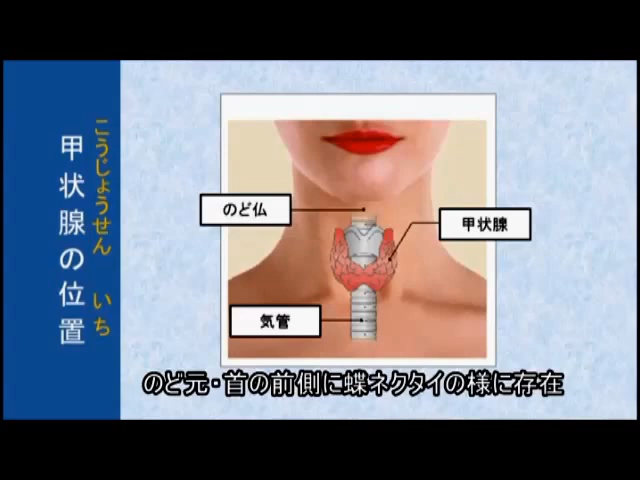 こうじょうせん いち
甲状腺の位置
のど仏
甲状腺
気管
のど元・首の前側に蝶ネクタイの様に存在